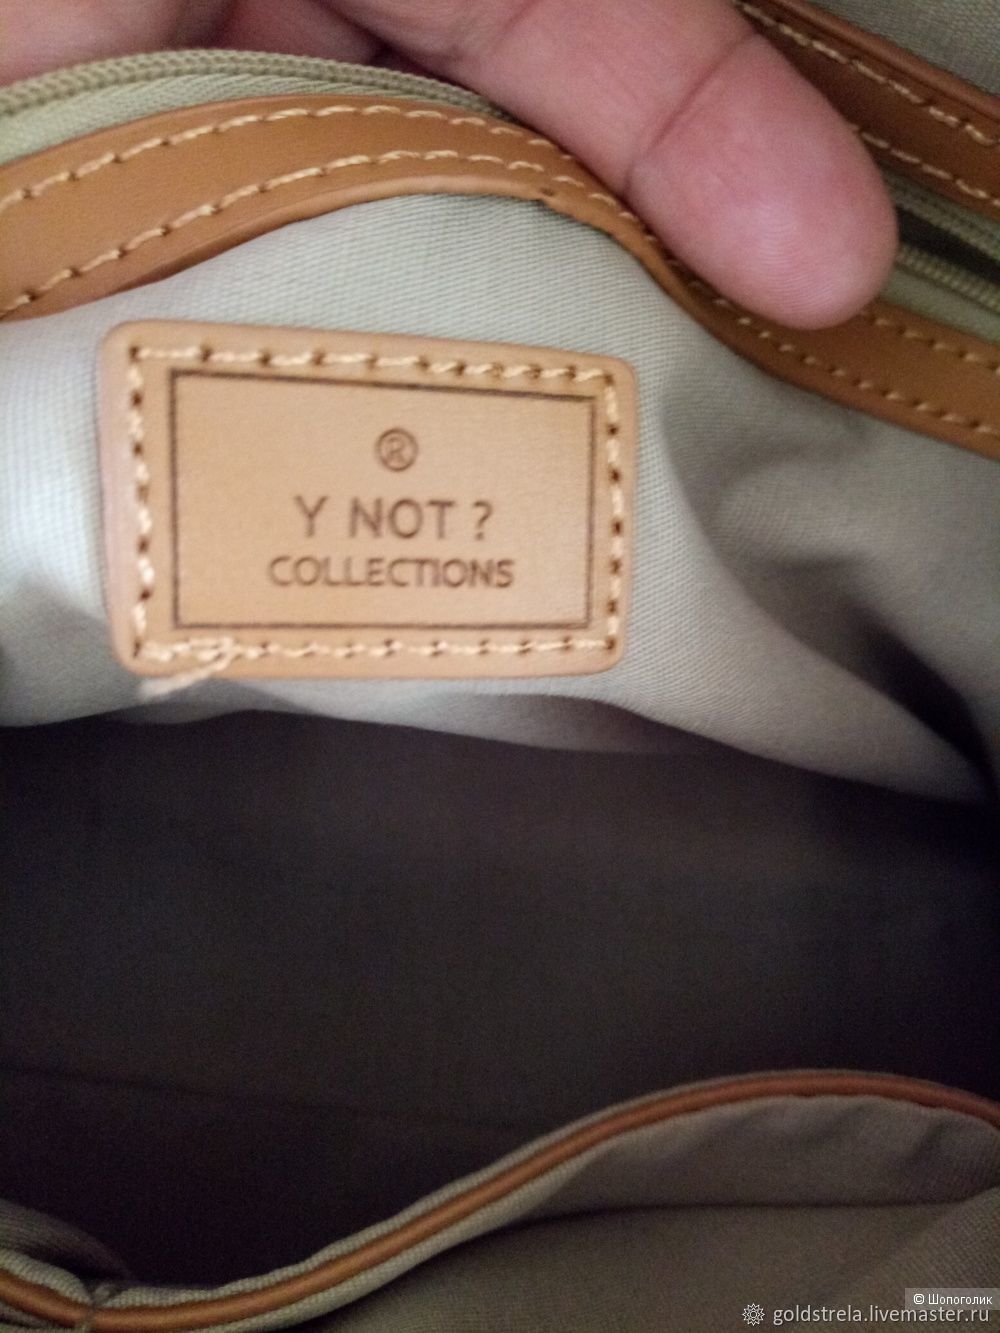 ®
Y NOT ?
COLLECTIONS
© Шопоголик
goldstrela.livemaster.ru